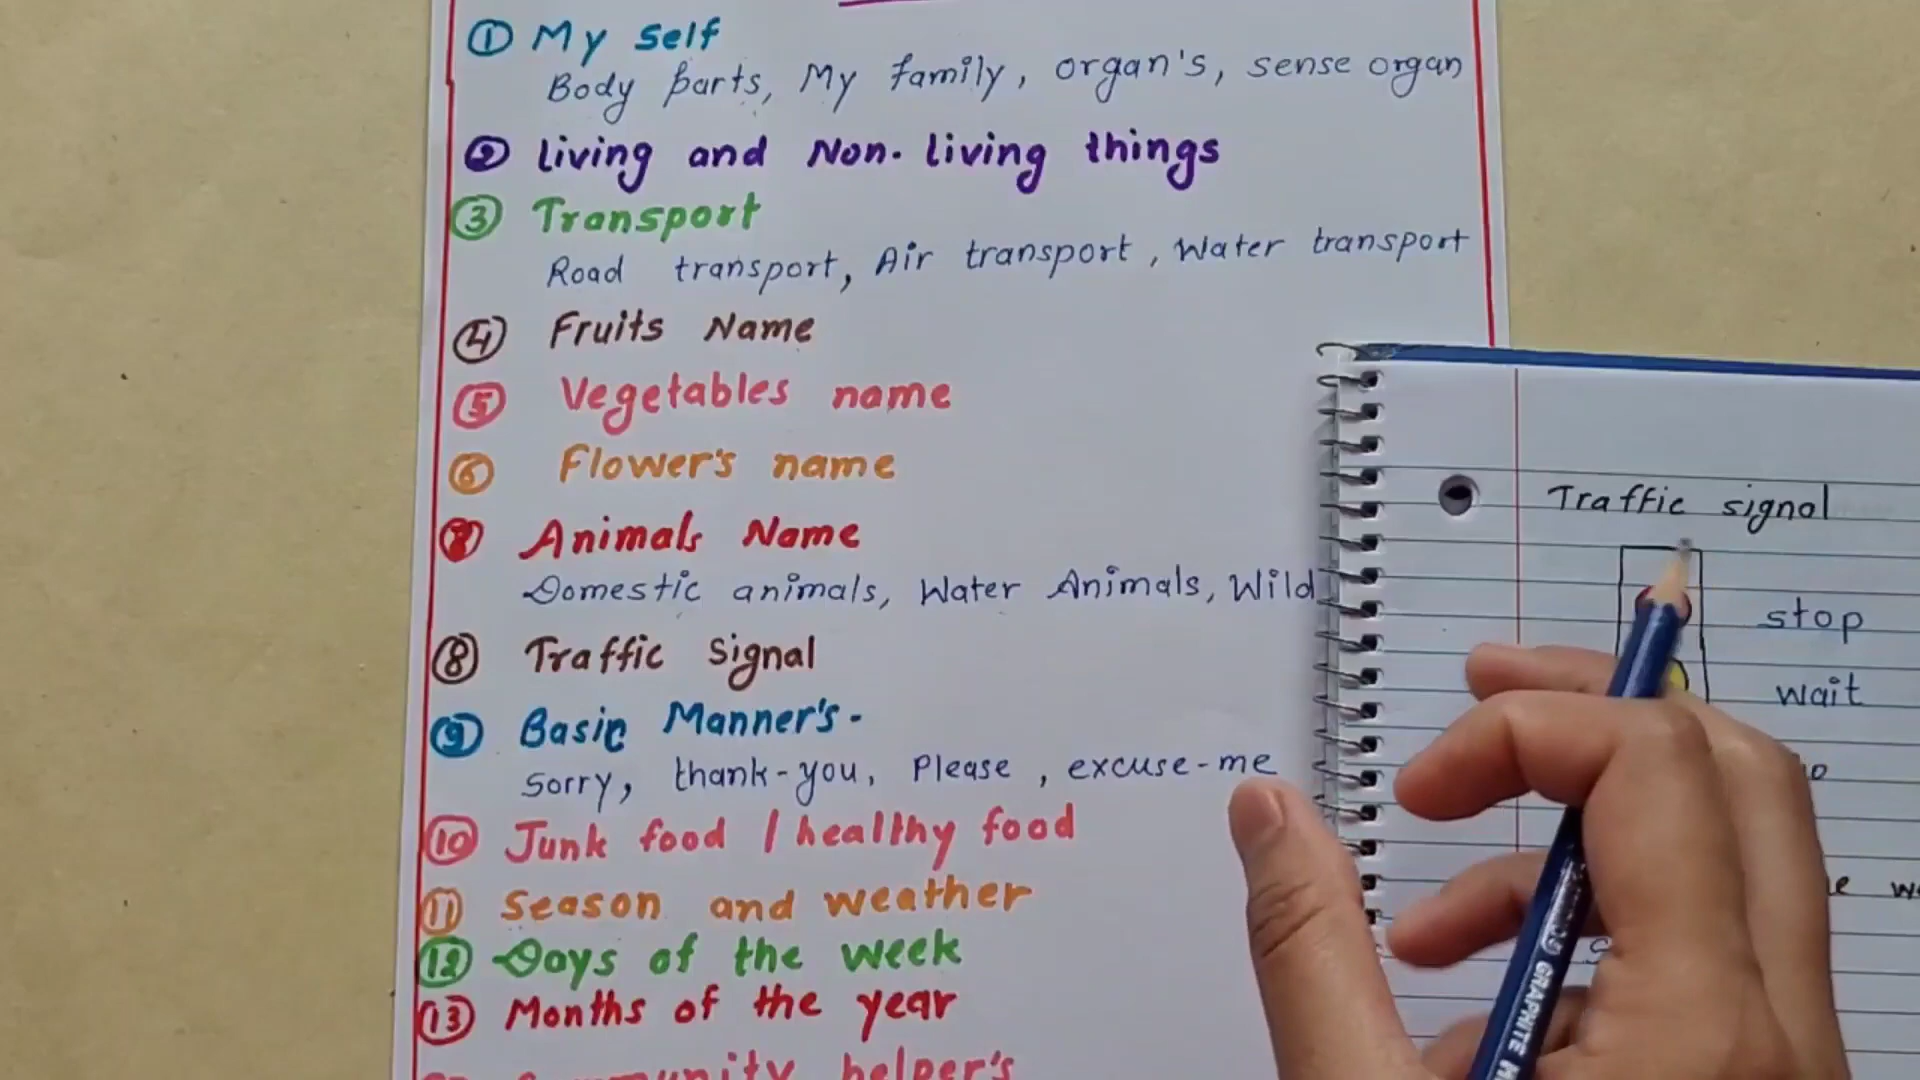 ① My self
Body parts, My family, organ's, sense organ
② living and Non-living things
③ Transport
Road transport, Air transport, Water transport
④ Fruits Name
⑤ Vegetables name
⑥ Flower's name
⑦ Animals Name
Domestic animals, Water Animals, Wild
⑧ Traffic Signal
⑨ Basic Manner's -
Sorry, thank-you, Please, excuse-me
⑩ Junk food / healthy food
⑪ Season and weather
⑫ Days of the week
⑬ Months of the year
helper's
Traffic signal
stop
wait
GRAPHITE